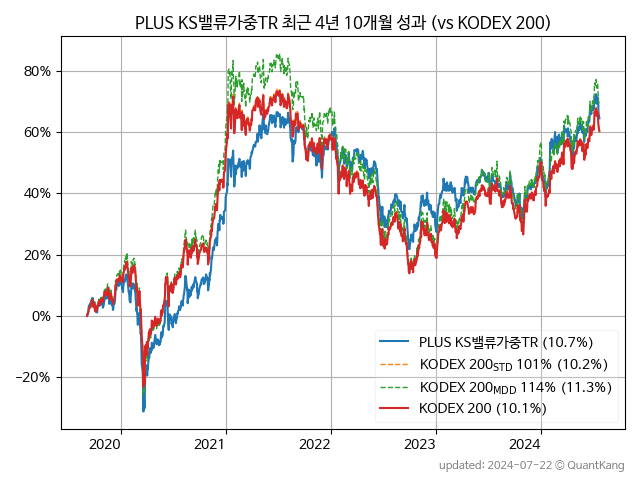 PLUS KS밸류가중TR 최근 4년 10개월 성과 (vs KODEX 200)
80%
60%
40%
20%
0%
−20%
PLUS KS밸류가중TR (10.7%)
KODEX 200STD 101% (10.2%)
KODEX 200MDD 114% (11.3%)
KODEX 200 (10.1%)
2020
2021
2022
2023
2024
updated: 2024-07-22 © QuantKang